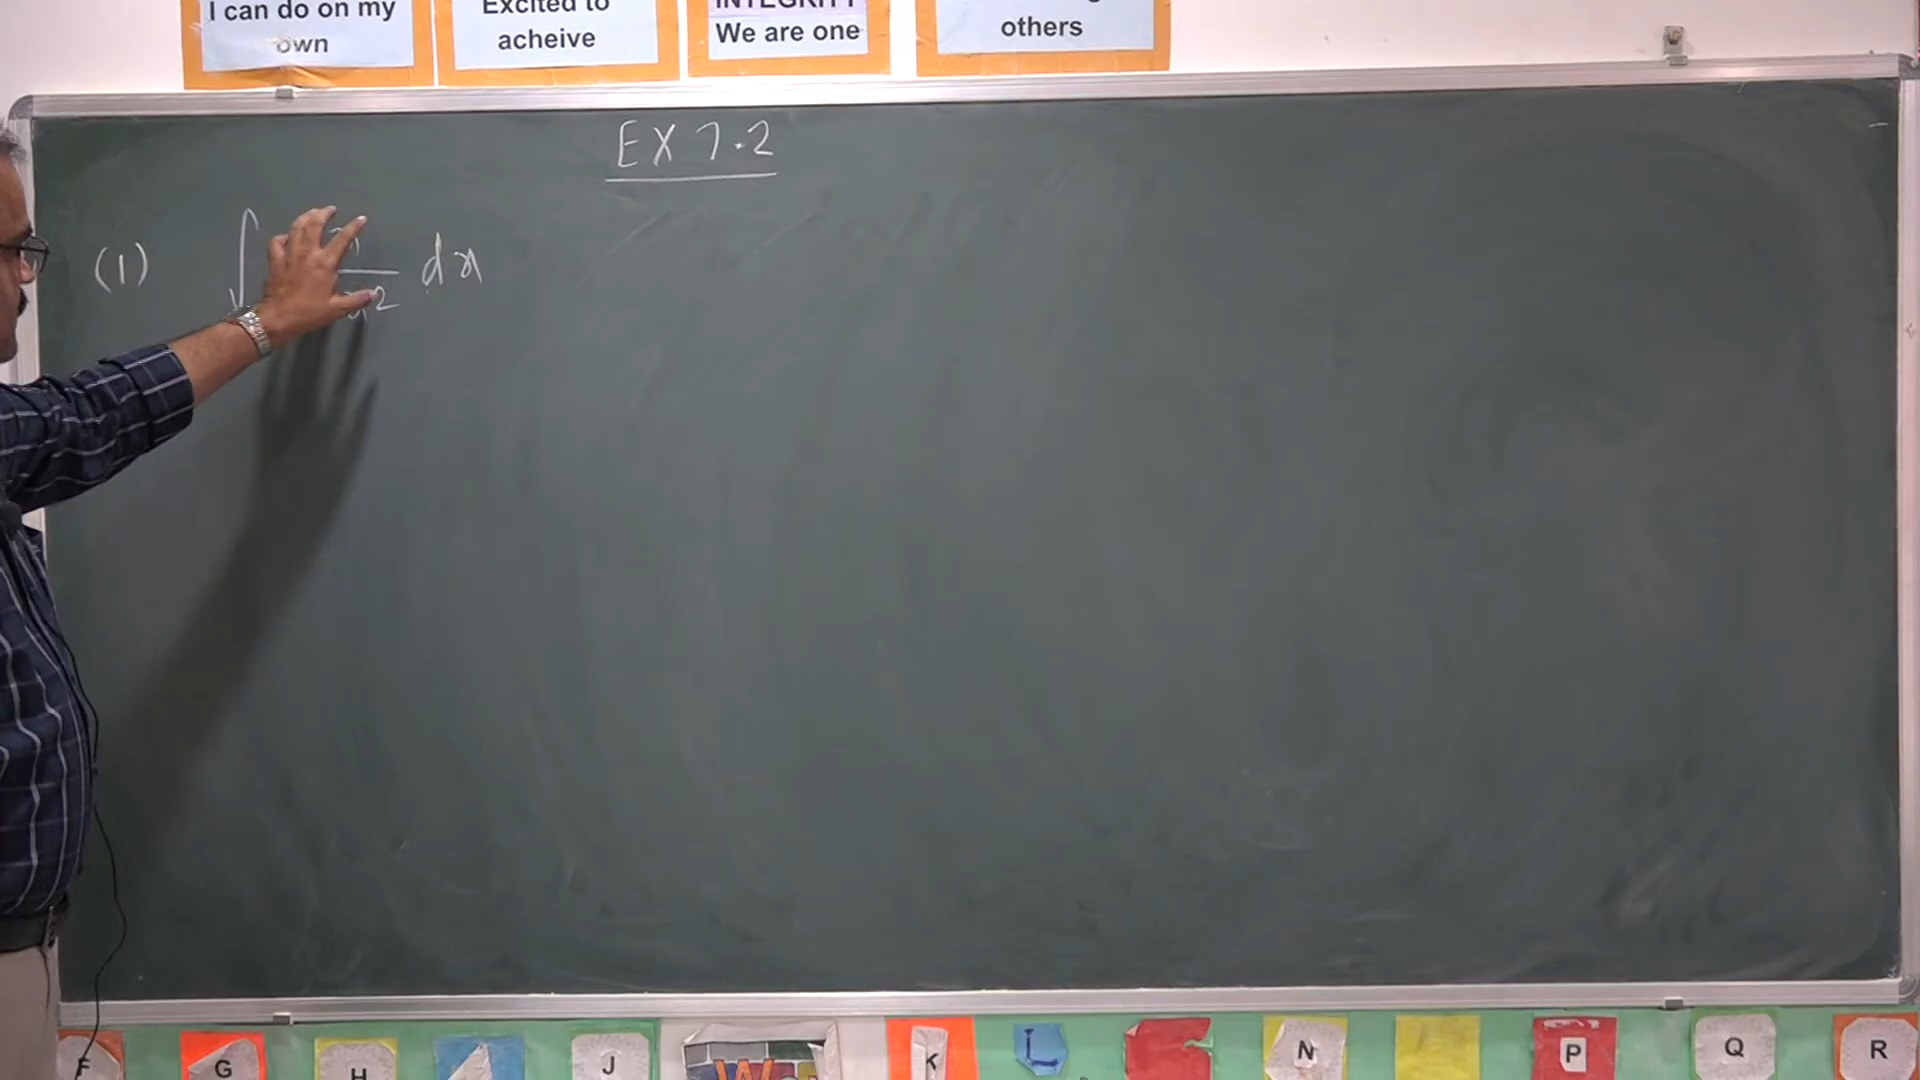 I can do on my
own
Excited to
acheive
INTEGRITY
We are one
others
EX 7.2
(1) ∫ dx
F G H J K L N P Q R